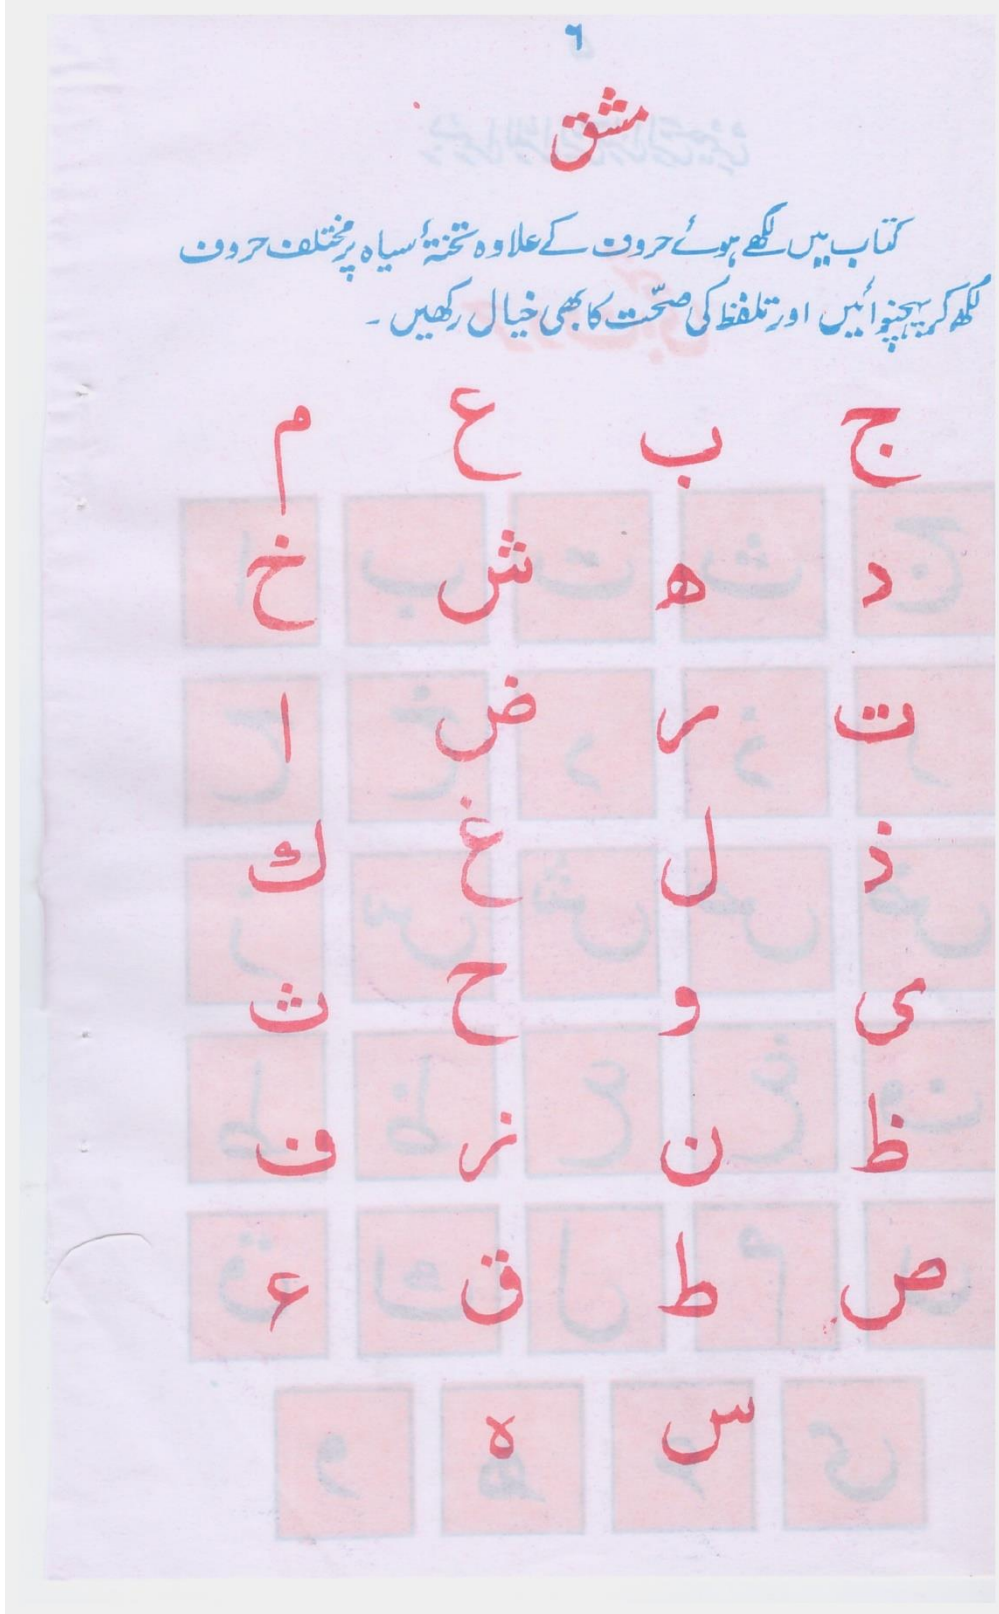 ٦
مشق
کتاب میں لکھے ہوئے حروف کے علاوہ تختۂ سیاہ پر مختلف حروف
لکھ کر پہچنوائیں اور تلفظ کی صحّت کا بھی خیال رکھیں ۔
ج ب ع م
د ھ ش خ
ت ر ض ا
ذ ل غ ك
ی و ح ث
ظ ن ز ف
ص ط ق ء
س ہ